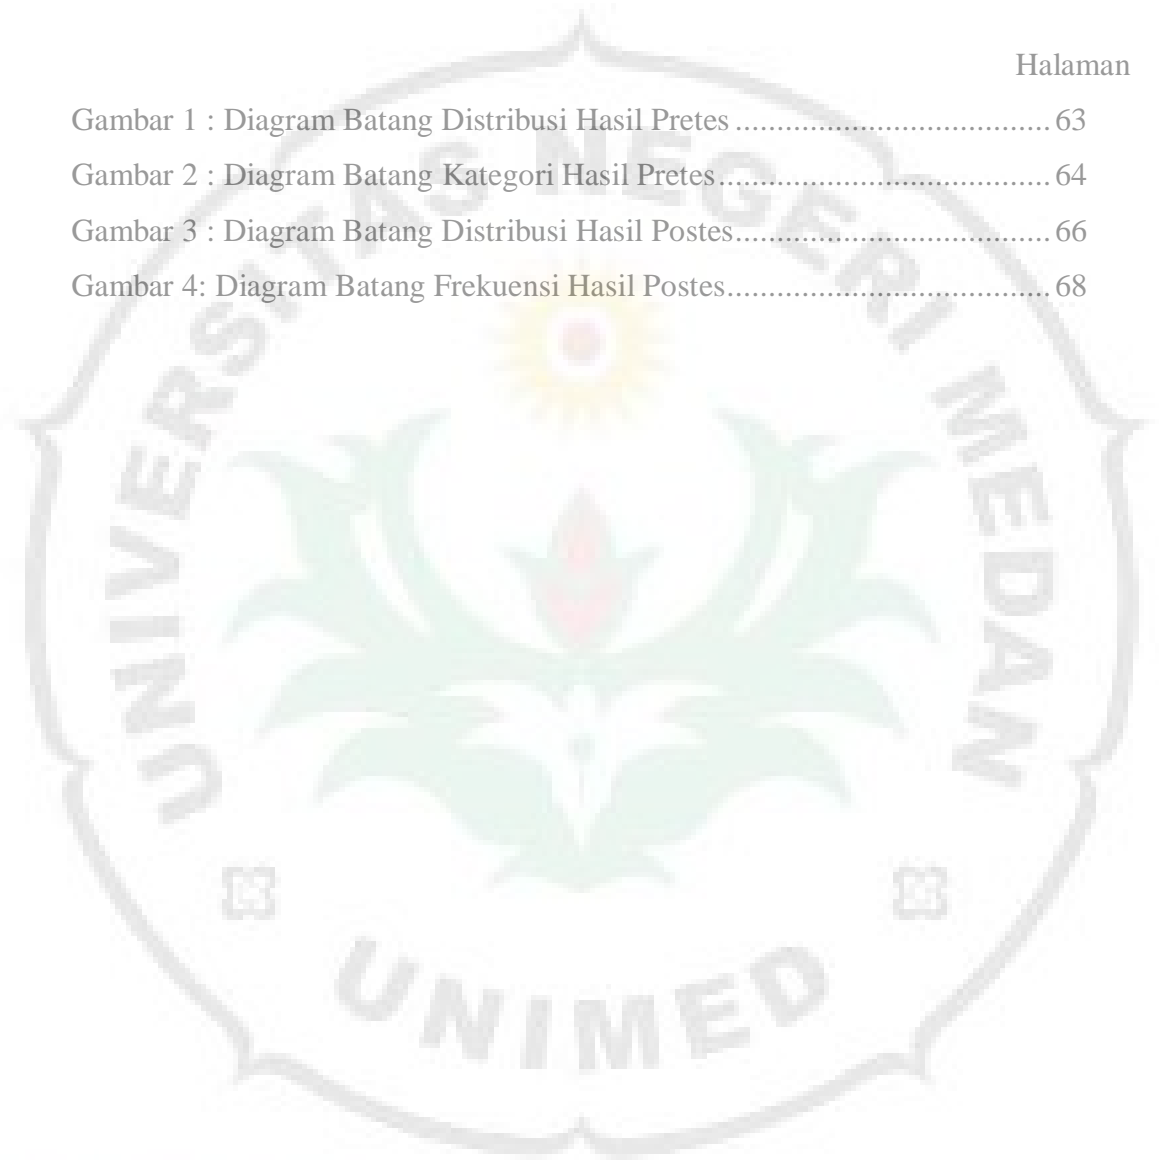 Halaman
Gambar 1 : Diagram Batang Distribusi Hasil Pretes ...................................... 63
Gambar 2 : Diagram Batang Kategori Hasil Pretes........................................ 64
Gambar 3 : Diagram Batang Distribusi Hasil Postes...................................... 66
Gambar 4: Diagram Batang Frekuensi Hasil Postes....................................... 68
UNIVERSITAS NEGERI MEDAN
UNIMED